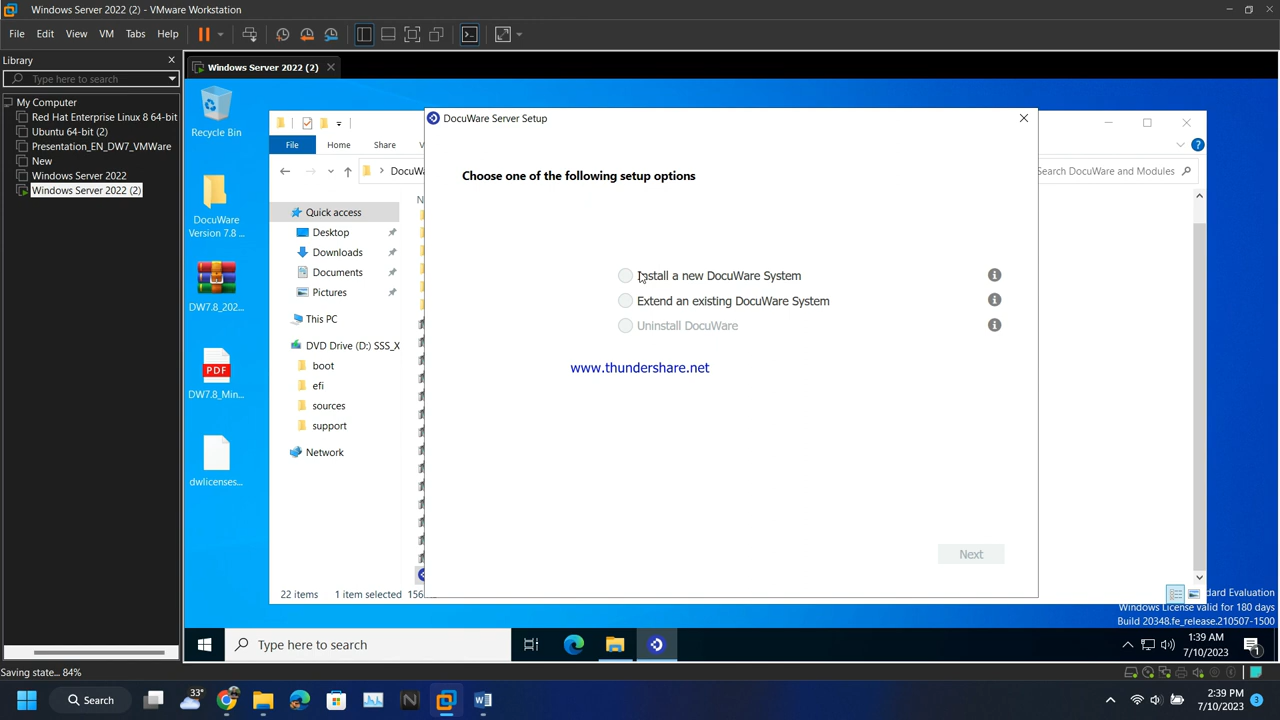 Windows Server 2022 (2) - VMware Workstation
File Edit View VM Tabs Help
Library
Type here to search
My Computer
Red Hat Enterprise Linux 8 64-bit
Ubuntu 64-bit (2)
Presentation_EN_DW7_VMWare
New
Windows Server 2022
Windows Server 2022 (2)
Windows Server 2022 (2)
Recycle Bin
DocuWare
Version 7.8 ...
DW7.8_202...
PDF
DW7.8_Min...
dwlicenses...
File Home Share
DocuWa
Search DocuWare and Modules
Quick access
Desktop
Downloads
Documents
Pictures
This PC
DVD Drive (D:) SSS_X
boot
efi
sources
support
Network
22 items 1 item selected
DocuWare Server Setup
Choose one of the following setup options
Install a new DocuWare System
Extend an existing DocuWare System
Uninstall DocuWare
www.thundershare.net
Next
dard Evaluation
Windows License valid for 180 days
Build 20348.fe_release.210507-1500
Type here to search
1:39 AM
7/10/2023
1
Saving state... 84%
33°
Search
2:39 PM
7/10/2023
3